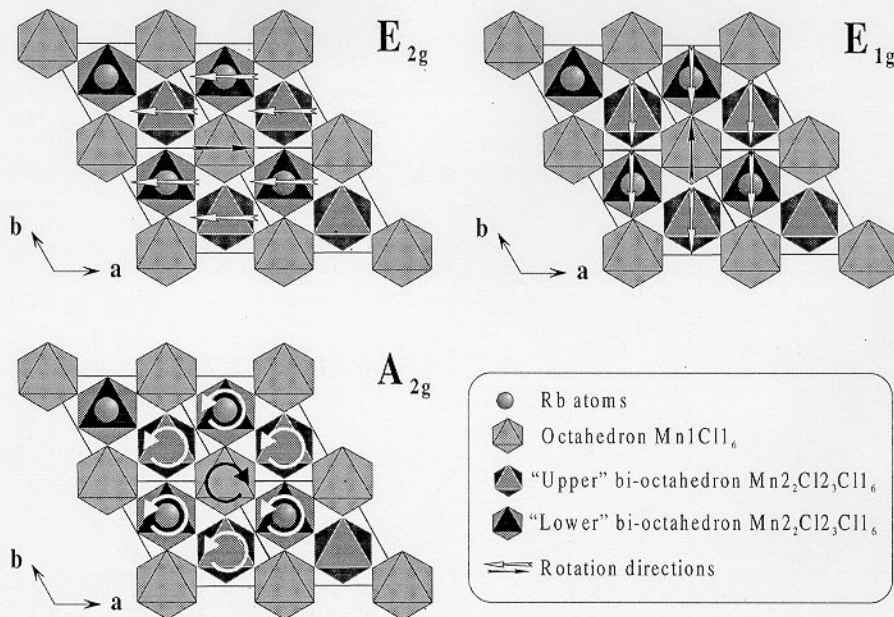 E2g
b
a
E1g
b
a
A2g
b
a
Rb atoms
Octahedron Mn1Cl16
“Upper” bi-octahedron Mn22Cl23Cl16
“Lower” bi-octahedron Mn22Cl23Cl16
Rotation directions